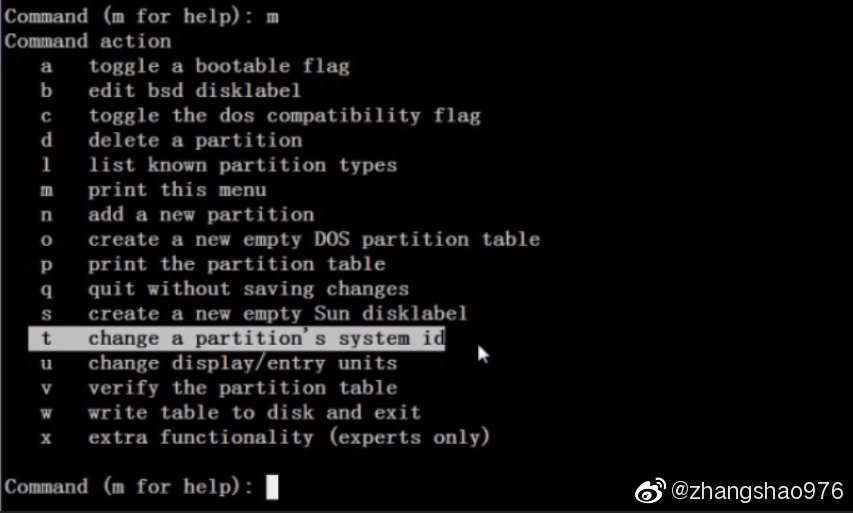 Command (m for help): m
Command action
a toggle a bootable flag
b edit bsd disklabel
c toggle the dos compatibility flag
d delete a partition
l list known partition types
m print this menu
n add a new partition
o create a new empty DOS partition table
p print the partition table
q quit without saving changes
s create a new empty Sun disklabel
t change a partition's system id
u change display/entry units
v verify the partition table
w write table to disk and exit
x extra functionality (experts only)
Command (m for help):
@zhangshao976